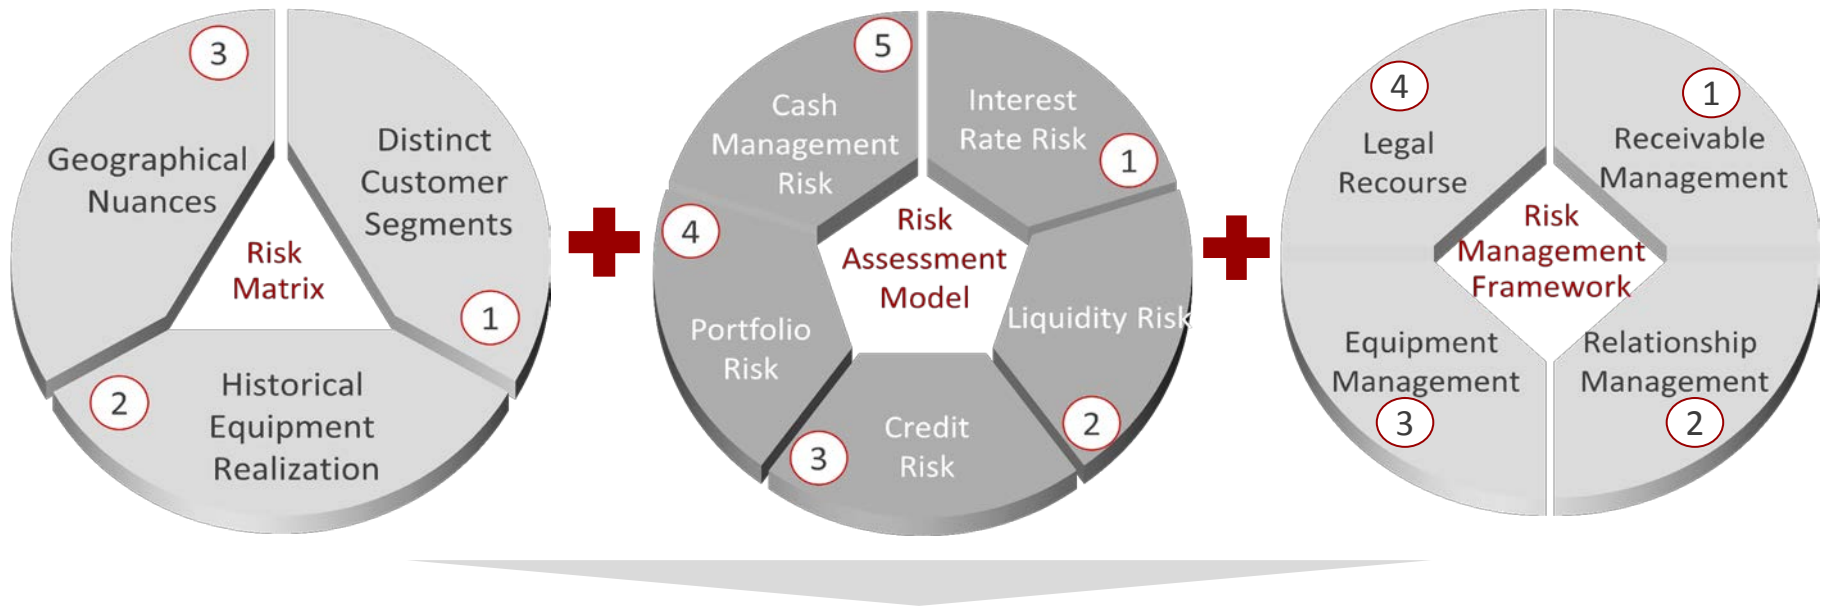 3
Geographical
Nuances
Distinct
Customer
Segments
1
Risk
Matrix
2
Historical
Equipment
Realization
5
Cash
Management
Risk
Interest
Rate Risk
1
4
Portfolio
Risk
Risk
Assessment
Model
Liquidity Risk
2
3
Credit
Risk
4
Legal
Recourse
1
Receivable
Management
Risk
Management
Framework
Equipment
Management
3
Relationship
Management
2